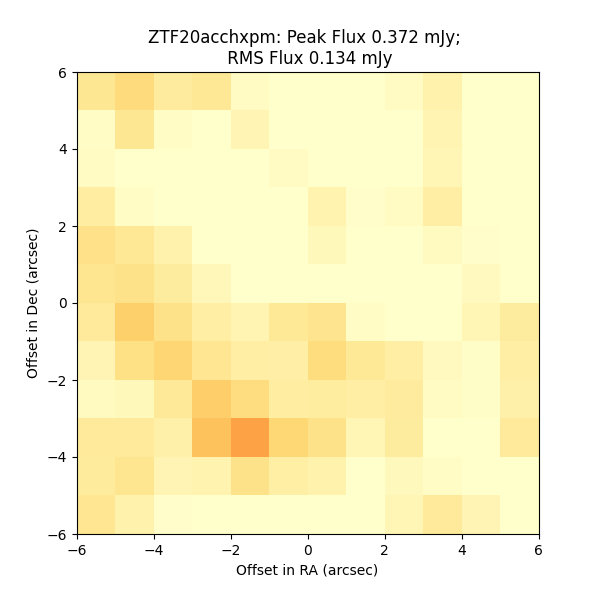 ZTF20acchxpm: Peak Flux 0.372 mJy;
RMS Flux 0.134 mJy
6
4
2
0
−2
−4
−6
Offset in Dec (arcsec)
−6 −4 −2 0 2 4 6
Offset in RA (arcsec)